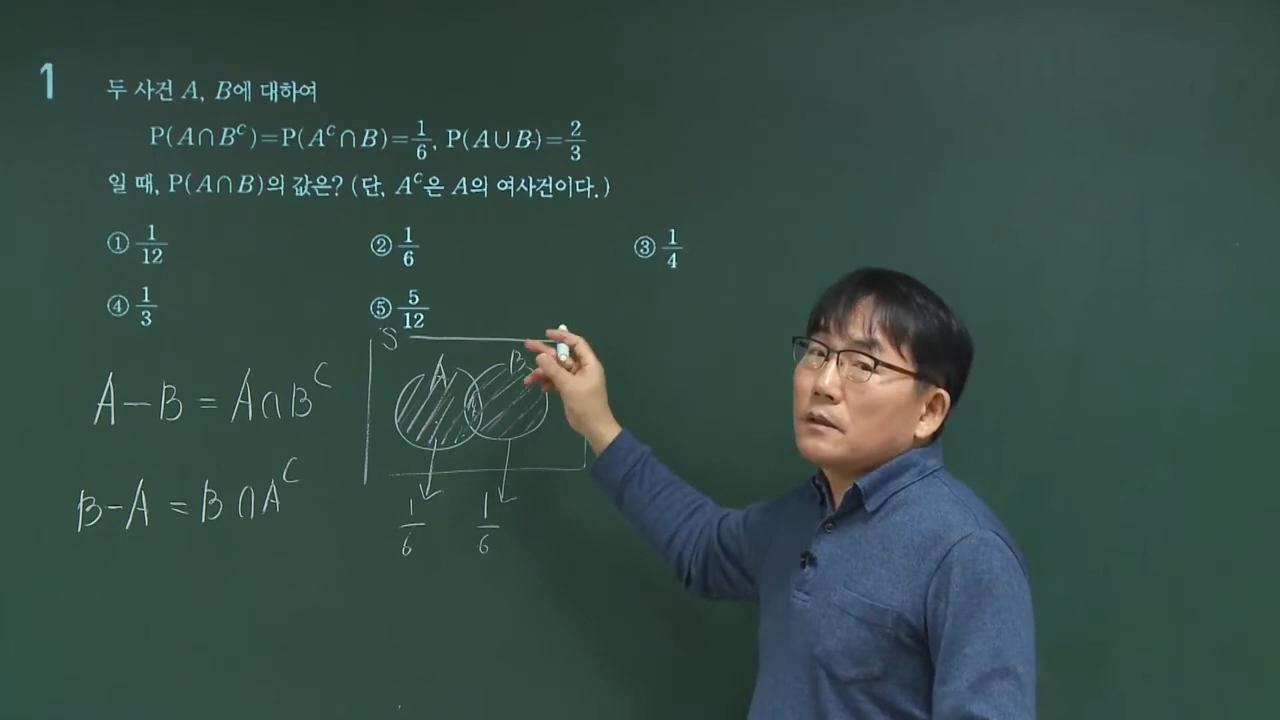 1
두 사건 A, B에 대하여
P(A∩B^C)=P(A^C∩B)=1/6, P(A∪B)=2/3
일 때, P(A∩B)의 값은? (단, A^C은 A의 여사건이다.)
① 1/12 ② 1/6 ③ 1/4
④ 1/3 ⑤ 5/12
S
A B
A-B = A∩B^C
B-A = B∩A^C
1/6 1/6